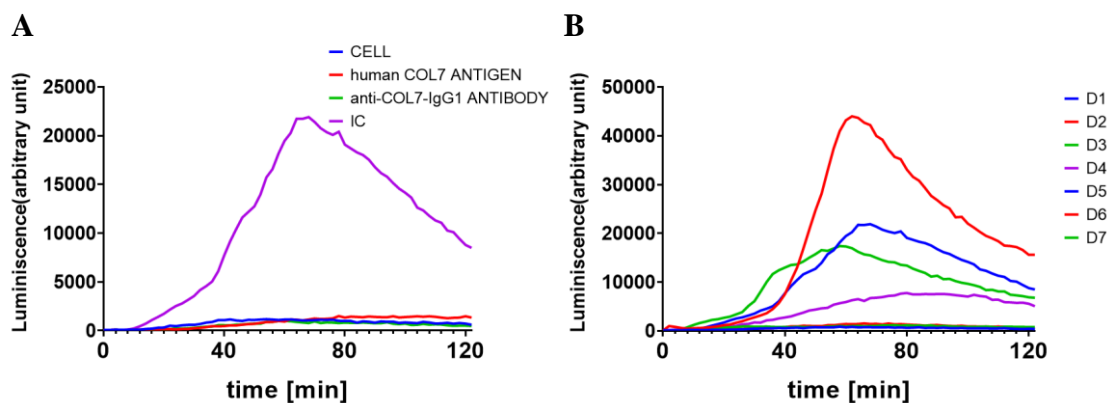 A
CELL
human COL7 ANTIGEN
anti-COL7-IgG1 ANTIBODY
IC
Luminiscence(arbitrary unit)
25000
20000
15000
10000
5000
0
0 40 80 120
time [min]
B
Luminiscence(arbitrary unit)
50000
40000
30000
20000
10000
0
0 40 80 120
time [min]
D1
D2
D3
D4
D5
D6
D7